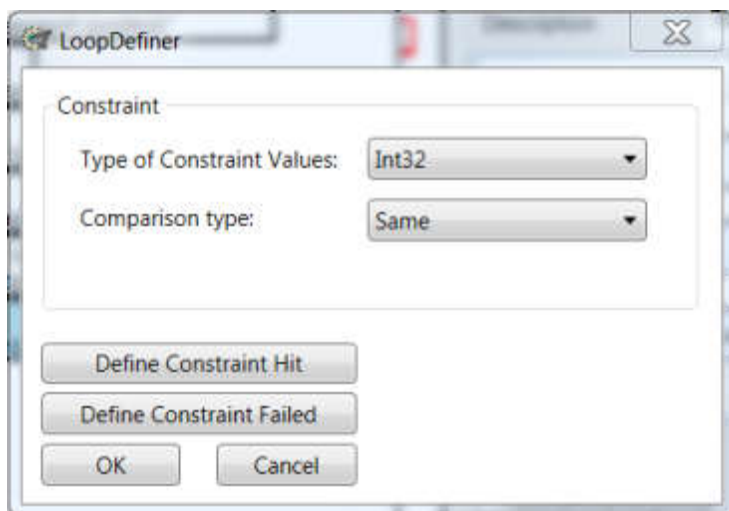 LoopDefiner
Constraint
Type of Constraint Values: Int32
Comparison type: Same
Define Constraint Hit
Define Constraint Failed
OK Cancel